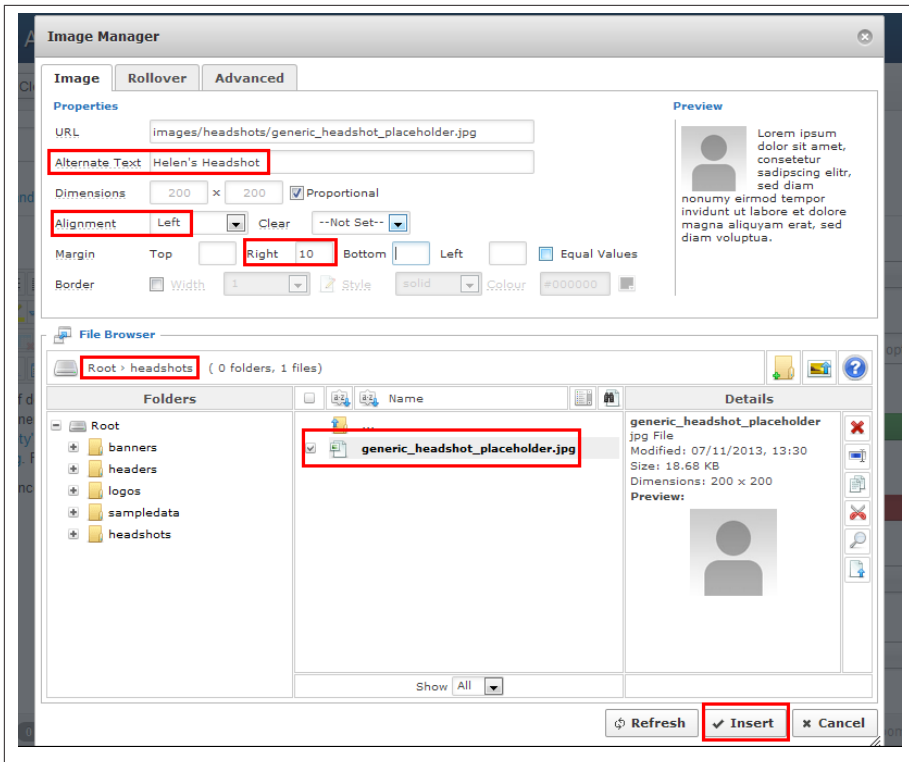 Image Manager
Image Rollover Advanced
Properties
URL images/headshots/generic_headshot_placeholder.jpg
Alternate Text Helen's Headshot
Dimensions 200 x 200 Proportional
Alignment Left Clear --Not Set--
Margin Top Right 10 Bottom Left Equal Values
Border Width 1 Style solid Colour #000000
Preview
Lorem ipsum
dolor sit amet,
consetetur
sadipscing elitr,
sed diam
nonumy eirmod tempor
invidunt ut labore et dolore
magna aliquyam erat, sed
diam voluptua.
File Browser
Root › headshots ( 0 folders, 1 files)
Folders
Root
banners
headers
logos
sampledata
headshots
Name
...
generic_headshot_placeholder.jpg
Show All
Details
generic_headshot_placeholder
jpg File
Modified: 07/11/2013, 13:30
Size: 18.68 KB
Dimensions: 200 x 200
Preview:
Refresh Insert Cancel